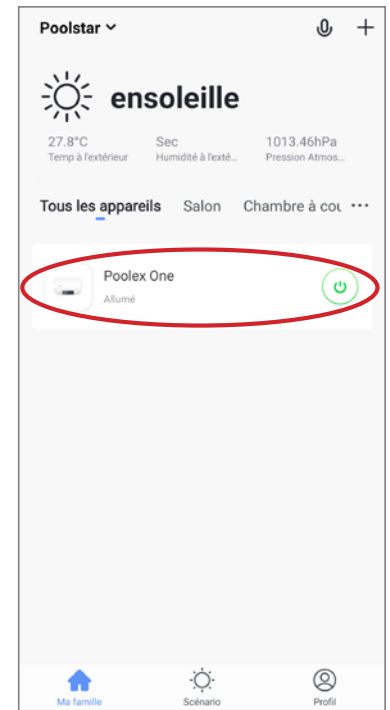 Poolstar
ensoleille
27.8°C Sec 1013.46hPa
Temp à l'extérieur Humidité à l'exté... Pression Atmos...
Tous les appareils Salon Chambre à cou ...
Poolex One
Allumé
Ma famille Scénario Profil